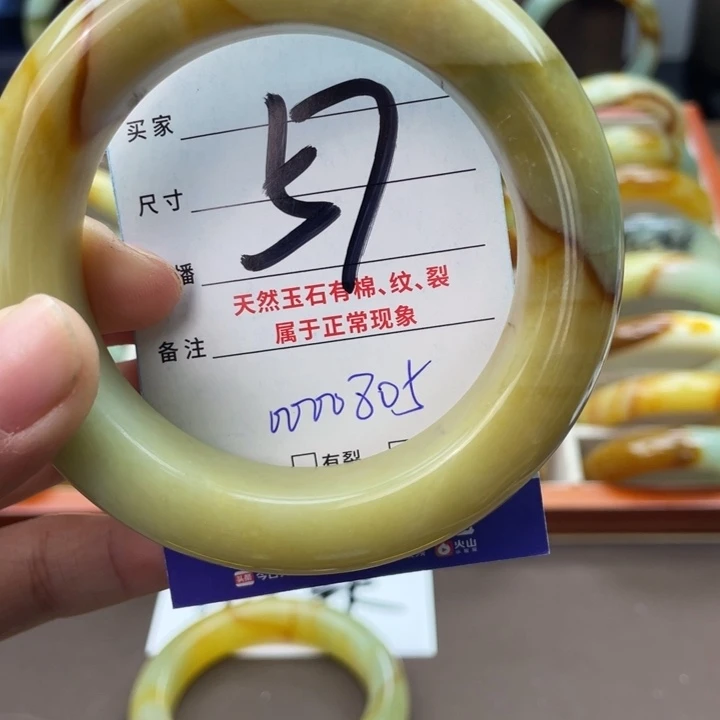 57
买家
尺寸
播
天然玉石有棉、纹、裂
属于正常现象
备注
0000805
有裂
火山